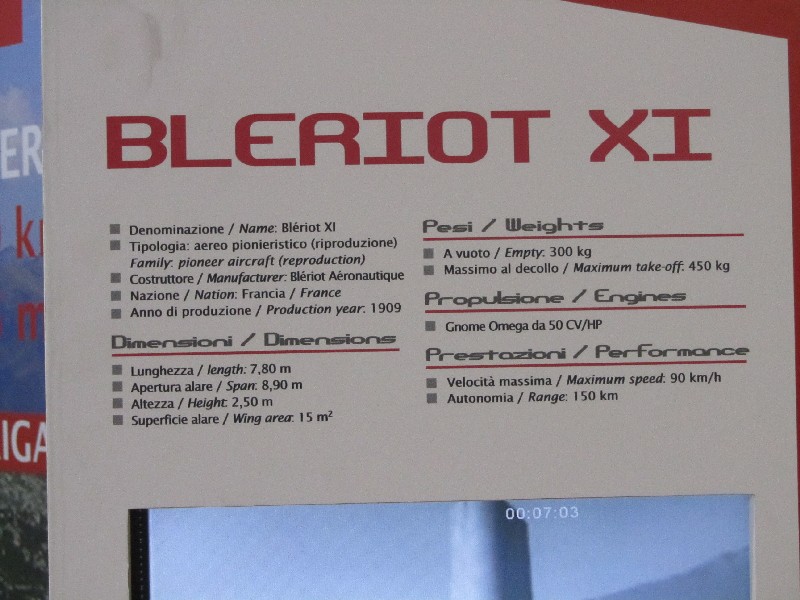 BLERIOT XI
Denominazione / Name: Blériot XI
Tipologia: aereo pionieristico (riproduzione)
Family: pioneer aircraft (reproduction)
Costruttore / Manufacturer: Blériot Aéronautique
Nazione / Nation: Francia / France
Anno di produzione / Production year: 1909
Dimensioni / Dimensions
Lunghezza / length: 7,80 m
Apertura alare / Span: 8,90 m
Altezza / Height: 2,50 m
Superficie alare / Wing area: 15 m²
Pesi / Weights
A vuoto / Empty: 300 kg
Massimo al decollo / Maximum take-off: 450 kg
Propulsione / Engines
Gnome Omega da 50 CV/HP
Prestazioni / Performance
Velocità massima / Maximum speed: 90 km/h
Autonomia / Range: 150 km
00:07:03
ER
IGA